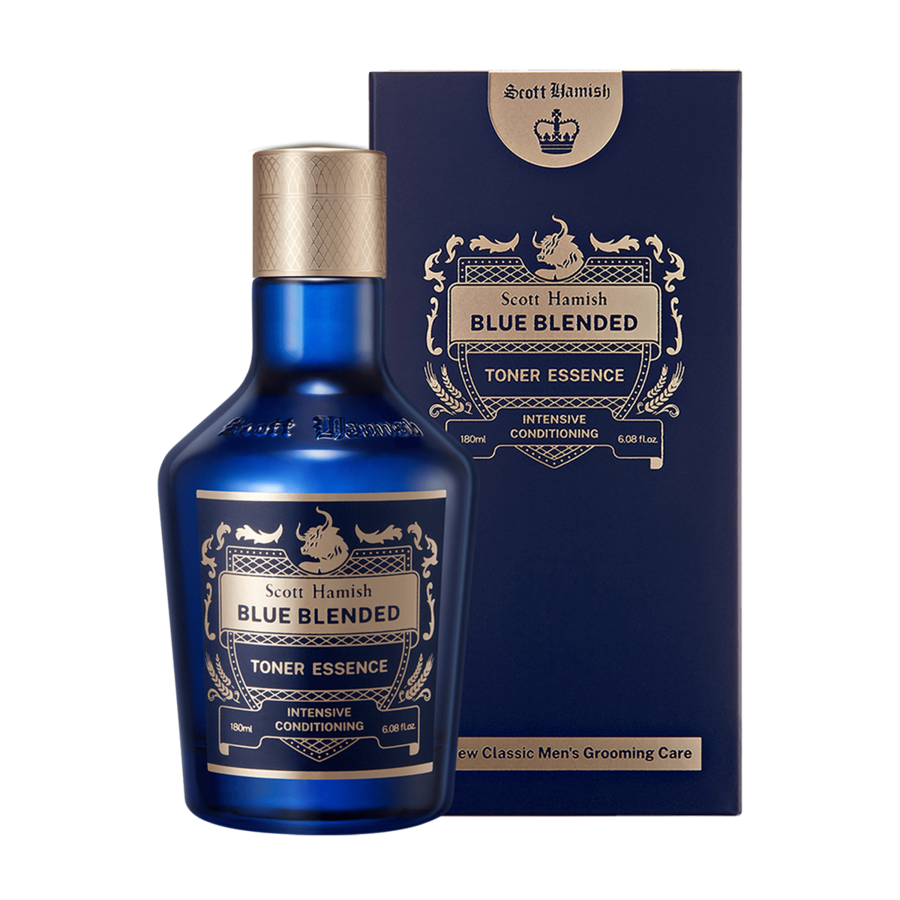 Scott Hamish
Scott Hamish
BLUE BLENDED
TONER ESSENCE
INTENSIVE
CONDITIONING
180ml
6.08 fl.oz.
Classic Men's Grooming Care
Scott Hamish
Scott Hamish
BLUE BLENDED
TONER ESSENCE
INTENSIVE
CONDITIONING
180ml
6.08 fl.oz.